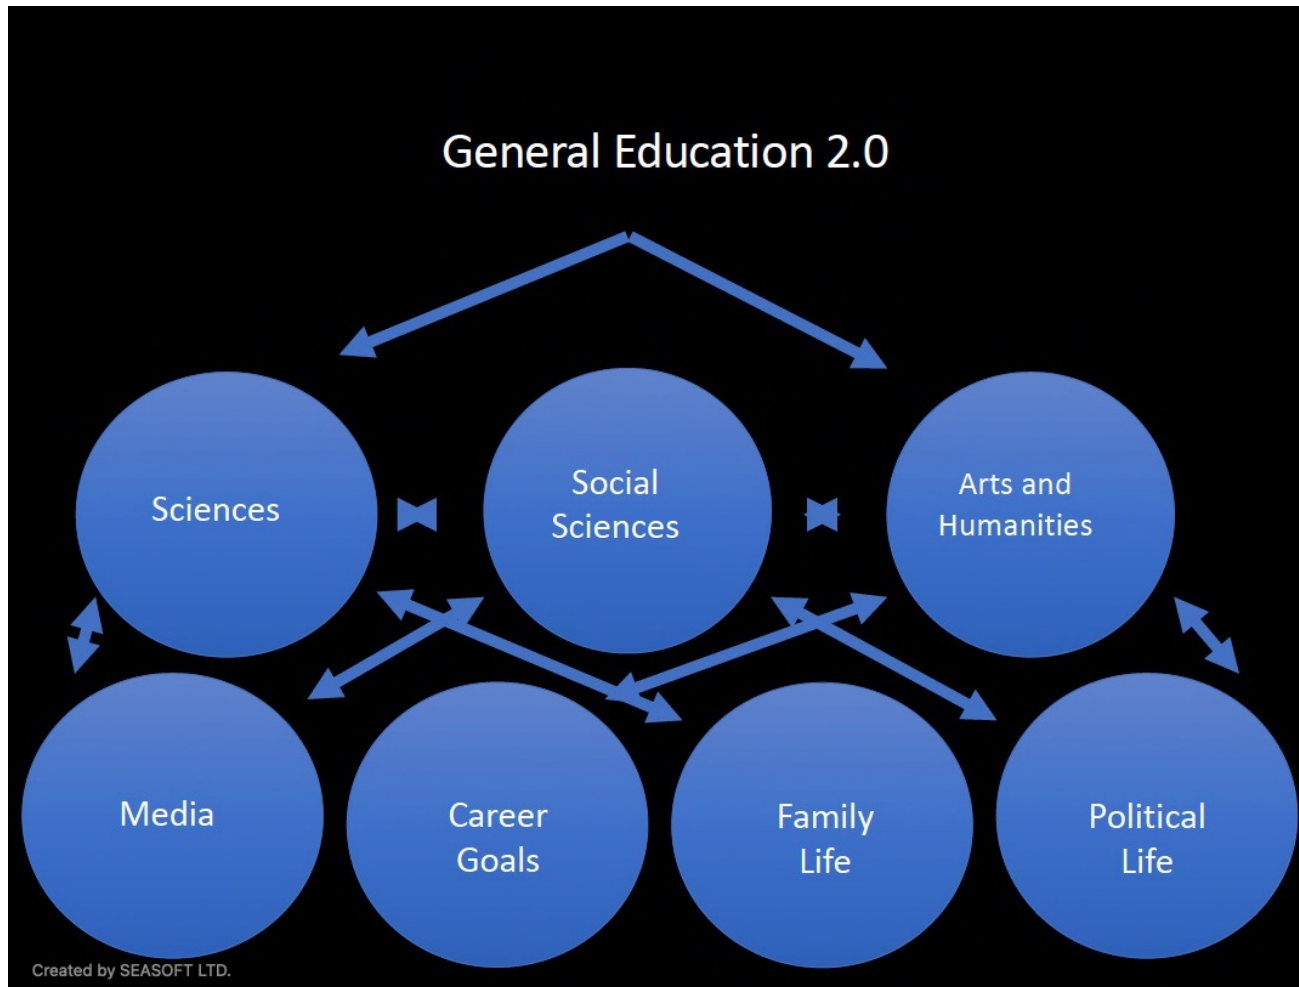 General Education 2.0
Sciences
Social
Sciences
Arts and
Humanities
Media
Career
Goals
Family
Life
Political
Life
Created by SEASOFT LTD.